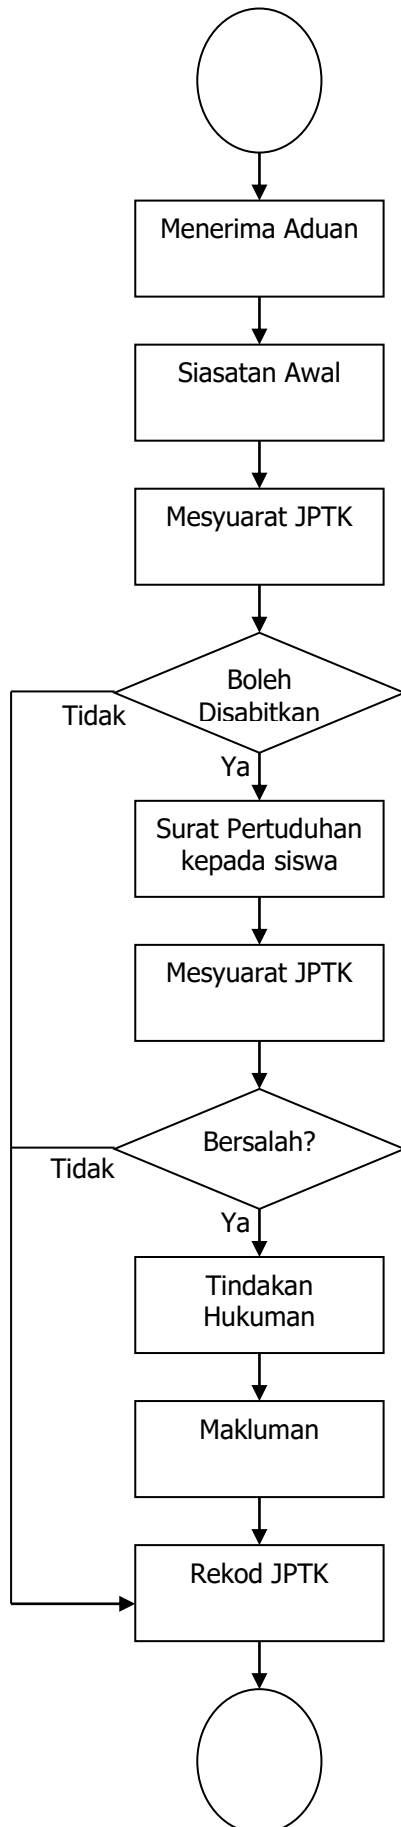 Menerima Aduan
Siasatan Awal
Mesyuarat JPTK
Boleh
Disabitkan
Tidak
Ya
Surat Pertuduhan
kepada siswa
Mesyuarat JPTK
Bersalah?
Tidak
Ya
Tindakan
Hukuman
Makluman
Rekod JPTK